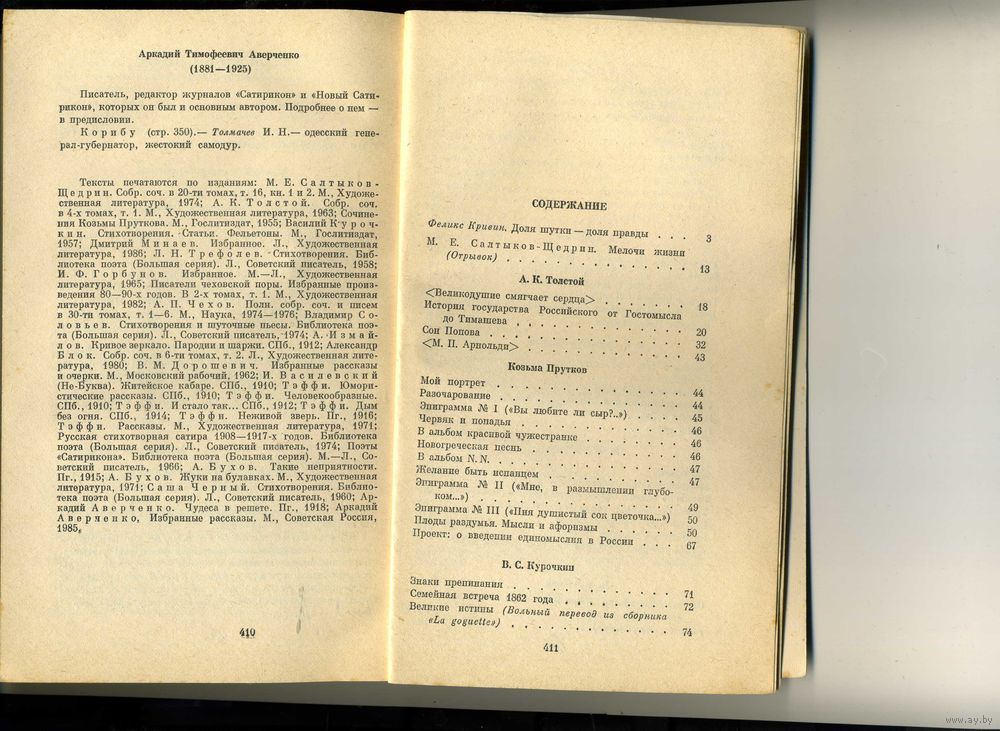 Аркадий Тимофеевич Аверченко
(1881—1925)
Писатель, редактор журналов «Сатирикон» и «Новый Сати-
рикон», которых он был и основным автором. Подробнее о нем —
в предисловии.
Корибу (стр. 350).— Толмачев И. Н.— одесский гене-
рал-губернатор, жестокий самодур.
Тексты печатаются по изданиям: М. Е. Салтыков-
Щедрин. Собр. соч. в 20-ти томах, т. 16, кн. 1 и 2. М., Художе-
ственная литература, 1974; А. К. Толстой. Собр. соч.
в 4-х томах, т. 1. М., Художественная литература, 1963; Сочине-
ния Козьмы Пруткова. М., Гослитиздат, 1955; Василий Куроч-
кин. Стихотворения. Статьи. Фельетоны. М., Гослитиздат,
1957; Дмитрий Минаев. Избранное. Л., Художественная
литература, 1986; Л. Н. Трефолев. Стихотворения. Биб-
лиотека поэта (Большая серия). Л., Советский писатель, 1958;
И. Ф. Горбунов. Избранное. М.—Л., Художественная
литература, 1965; Писатели чеховской поры. Избранные произ-
ведения 80—90-х годов. В 2-х томах, т. 1. М., Художественная
литература, 1982; А. П. Чехов. Полн. собр. соч. и писем
в 30-ти томах, т. 1—6. М., Наука, 1974—1976; Владимир Со-
ловьев. Стихотворения и шуточные пьесы. Библиотека поэ-
та (Большая серия). Л., Советский писатель, 1974; А. Измай-
лов. Кривое зеркало. Пародии и шаржи. СПб., 1912; Александр
Блок. Собр. соч. в 6-ти томах, т. 2. Л., Художественная лите-
ратура, 1980; В. М. Дорошевич. Избранные рассказы
и очерки. М., Московский рабочий, 1962; И. Василевский
(Не-Буква). Житейское кабаре. СПб., 1910; Тэффи. Юмори-
стические рассказы. СПб., 1910; Тэффи. Человекообразные.
СПб., 1910; Тэффи. И стало так... СПб., 1912; Тэффи. Дым
без огня. СПб., 1914; Тэффи. Неживой зверь. Пг., 1916;
Тэффи. Рассказы. М., Художественная литература, 1971;
Русская стихотворная сатира 1908—1917-х годов. Библиотека
поэта (Большая серия). Л., Советский писатель, 1974; Поэты
«Сатирикона». Библиотека поэта (Большая серия). М.—Л., Со-
ветский писатель, 1966; А. Бухов. Такие неприятности.
Пг., 1915; А. Бухов. Жуки на булавках. М., Художественная
литература, 1971; Саша Черный. Стихотворения. Библио-
тека поэта (Большая серия). Л., Советский писатель, 1960; Ар-
кадий Аверченко. Чудеса в решете. Пг., 1918; Аркадий
Аверченко, Избранные рассказы. М., Советская Россия,
1985.
410
СОДЕРЖАНИЕ
Феликс Кривин. Доля шутки — доля правды . . . 3
М. Е. Салтыков-Щедрин. Мелочи жизни
(Отрывок) . . . . . . . . . . . . . . 13
А. К. Толстой
<Великодушие смягчает сердца> . . . . . . . 18
История государства Российского от Гостомысла
до Тимашева . . . . . . . . . . . . . 20
Сон Попова . . . . . . . . . . . . . . . 32
<М. П. Арнольди> . . . . . . . . . . . . 43
Козьма Прутков
Мой портрет . . . . . . . . . . . . . . 44
Разочарование . . . . . . . . . . . . . 44
Эпиграмма № I («Вы любите ли сыр?..») . . . . 45
Червяк и попадья . . . . . . . . . . . . 46
В альбом красивой чужестранке . . . . . . . 46
Новогреческая песнь . . . . . . . . . . . 46
В альбом N. N. . . . . . . . . . . . . . 47
Желание быть испанцем . . . . . . . . . . 47
Эпиграмма № II («Мне, в размышлении глубо-
ком...») . . . . . . . . . . . . . . 49
Эпиграмма № III («Пия душистый сок цветочка...») 50
Плоды раздумья. Мысли и афоризмы . . . . . 50
Проект: о введении единомыслия в России . . . 67
В. С. Курочкин
Знаки препинания . . . . . . . . . . . . 71
Семейная встреча 1862 года . . . . . . . . 72
Великие истины (Вольный перевод из сборника
«La goguette») . . . . . . . . . . . . 74
411
www.ay.by